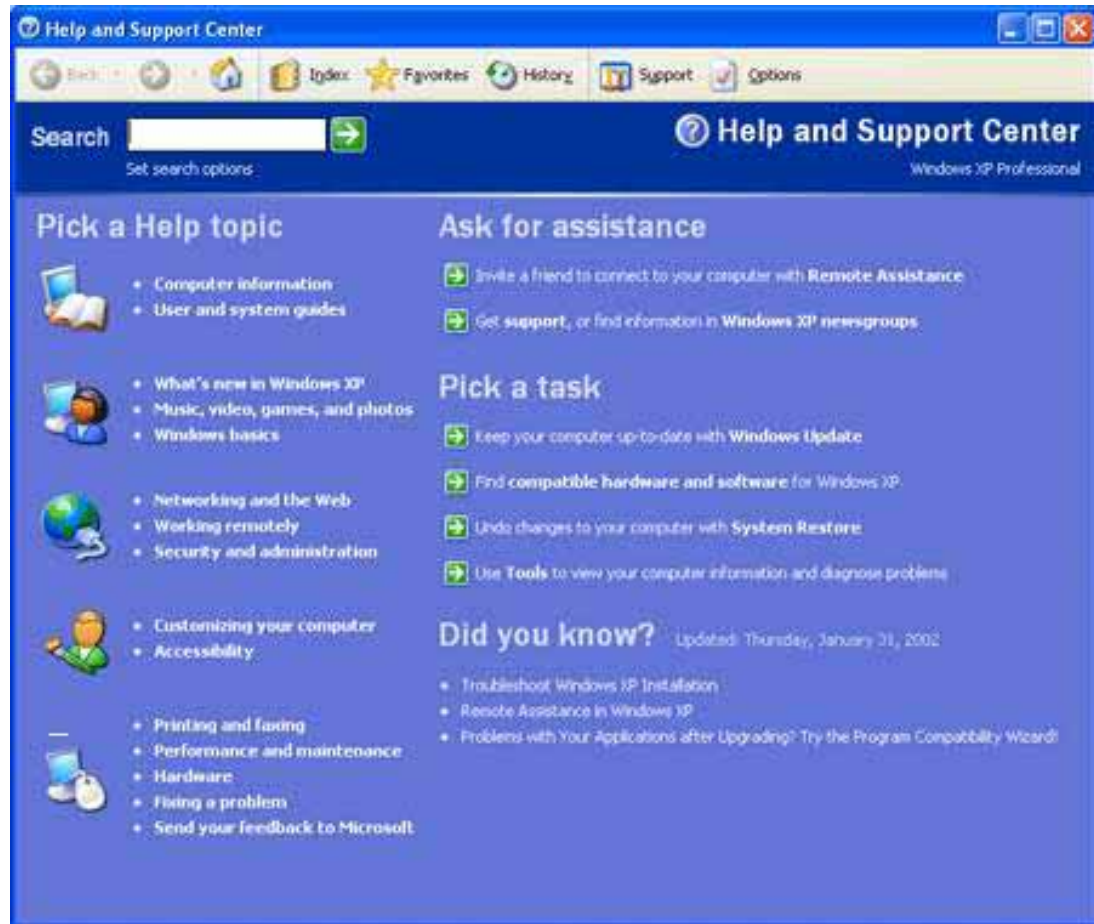 Help and Support Center
Back
Index Favorites History Support Options
Search
Set search options
Help and Support Center
Windows XP Professional
Pick a Help topic
Computer information
User and system guides
What's new in Windows XP
Music, video, games, and photos
Windows basics
Networking and the Web
Working remotely
Security and administration
Customizing your computer
Accessibility
Printing and faxing
Performance and maintenance
Hardware
Fixing a problem
Send your feedback to Microsoft
Ask for assistance
Invite a friend to connect to your computer with Remote Assistance
Get support, or find information in Windows XP newsgroups
Pick a task
Keep your computer up-to-date with Windows Update
Find compatible hardware and software for Windows XP
Undo changes to your computer with System Restore
Use Tools to view your computer information and diagnose problems
Did you know? Updated: Thursday, January 31, 2002
Troubleshoot Windows XP Installation
Remote Assistance in Windows XP
Problems with Your Applications after Upgrading? Try the Program Compatibility Wizard!